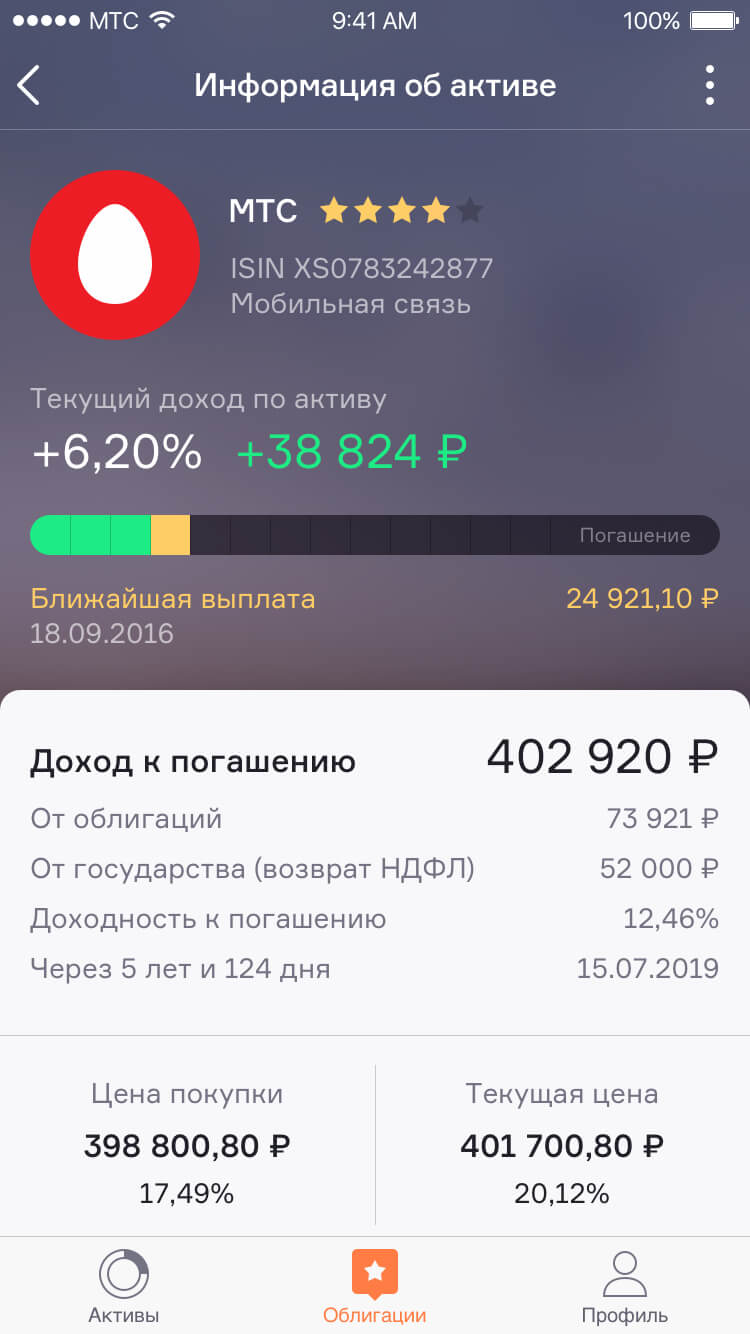 МТС 9:41 AM 100%
Информация об активе
МТС
ISIN XS0783242877
Мобильная связь
Текущий доход по активу
+6,20% +38 824 ₽
Погашение
Ближайшая выплата 24 921,10 ₽
18.09.2016
Доход к погашению 402 920 ₽
От облигаций 73 921 ₽
От государства (возврат НДФЛ) 52 000 ₽
Доходность к погашению 12,46%
Через 5 лет и 124 дня 15.07.2019
Цена покупки Текущая цена
398 800,80 ₽ 401 700,80 ₽
17,49% 20,12%
Активы Облигации Профиль